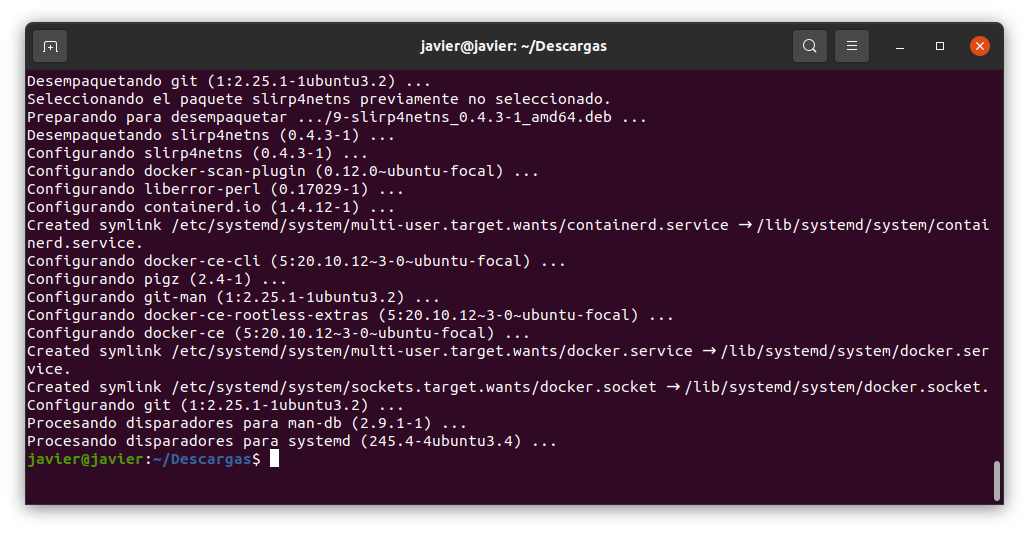 javier@javier: ~/Descargas
Desempaquetando git (1:2.25.1-1ubuntu3.2) ...
Seleccionando el paquete slirp4netns previamente no seleccionado.
Preparando para desempaquetar .../9-slirp4netns_0.4.3-1_amd64.deb ...
Desempaquetando slirp4netns (0.4.3-1) ...
Configurando slirp4netns (0.4.3-1) ...
Configurando docker-scan-plugin (0.12.0~ubuntu-focal) ...
Configurando liberror-perl (0.17029-1) ...
Configurando containerd.io (1.4.12-1) ...
Created symlink /etc/systemd/system/multi-user.target.wants/containerd.service → /lib/systemd/system/contai
nerd.service.
Configurando docker-ce-cli (5:20.10.12~3-0~ubuntu-focal) ...
Configurando pigz (2.4-1) ...
Configurando git-man (1:2.25.1-1ubuntu3.2) ...
Configurando docker-ce-rootless-extras (5:20.10.12~3-0~ubuntu-focal) ...
Configurando docker-ce (5:20.10.12~3-0~ubuntu-focal) ...
Created symlink /etc/systemd/system/multi-user.target.wants/docker.service → /lib/systemd/system/docker.ser
vice.
Created symlink /etc/systemd/system/sockets.target.wants/docker.socket → /lib/systemd/system/docker.socket.
Configurando git (1:2.25.1-1ubuntu3.2) ...
Procesando disparadores para man-db (2.9.1-1) ...
Procesando disparadores para systemd (245.4-4ubuntu3.4) ...
javier@javier:~/Descargas$